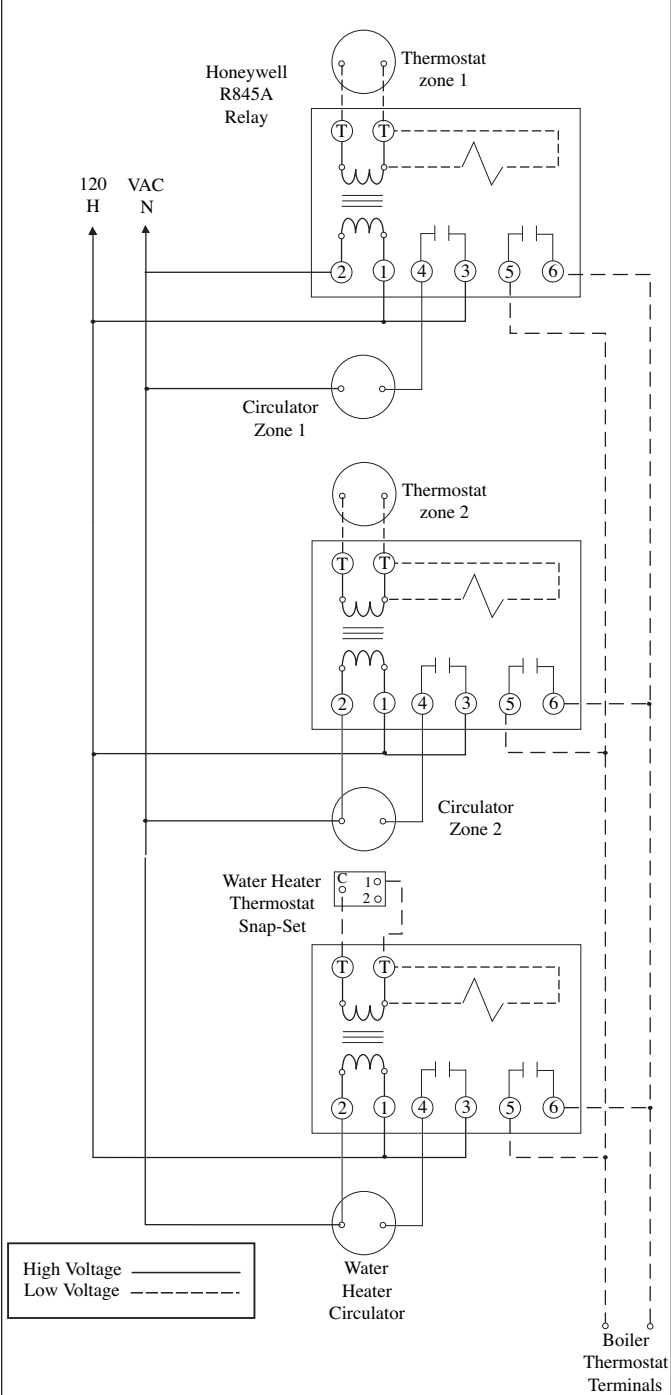 Thermostat
zone 1
Honeywell
R845A
Relay
T T
120 VAC
H N
2 1 4 3 5 6
Circulator
Zone 1
Thermostat
zone 2
T T
2 1 4 3 5 6
Circulator
Zone 2
Water Heater
Thermostat
Snap-Set
C 1
2
T T
2 1 4 3 5 6
High Voltage
Low Voltage
Water
Heater
Circulator
Boiler
Thermostat
Terminals